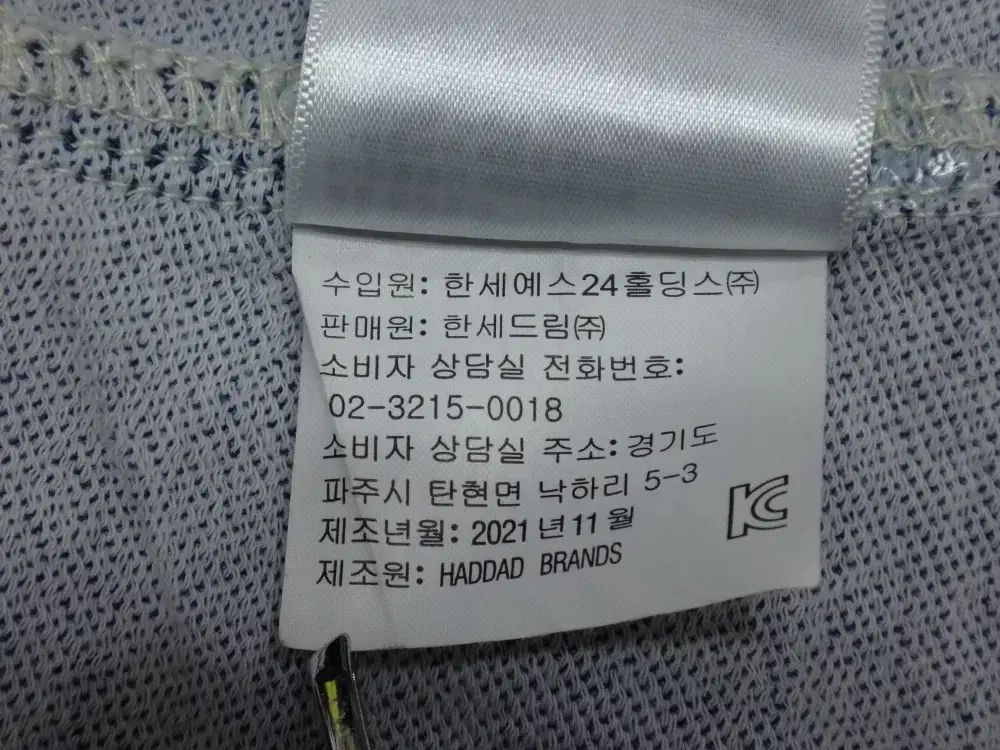 수입원: 한세예스24홀딩스㈜
판매원: 한세드림㈜
소비자 상담실 전화번호:
02-3215-0018
소비자 상담실 주소: 경기도
파주시 탄현면 낙하리 5-3
제조년월: 2021년11월
제조원: HADDAD BRANDS
KC